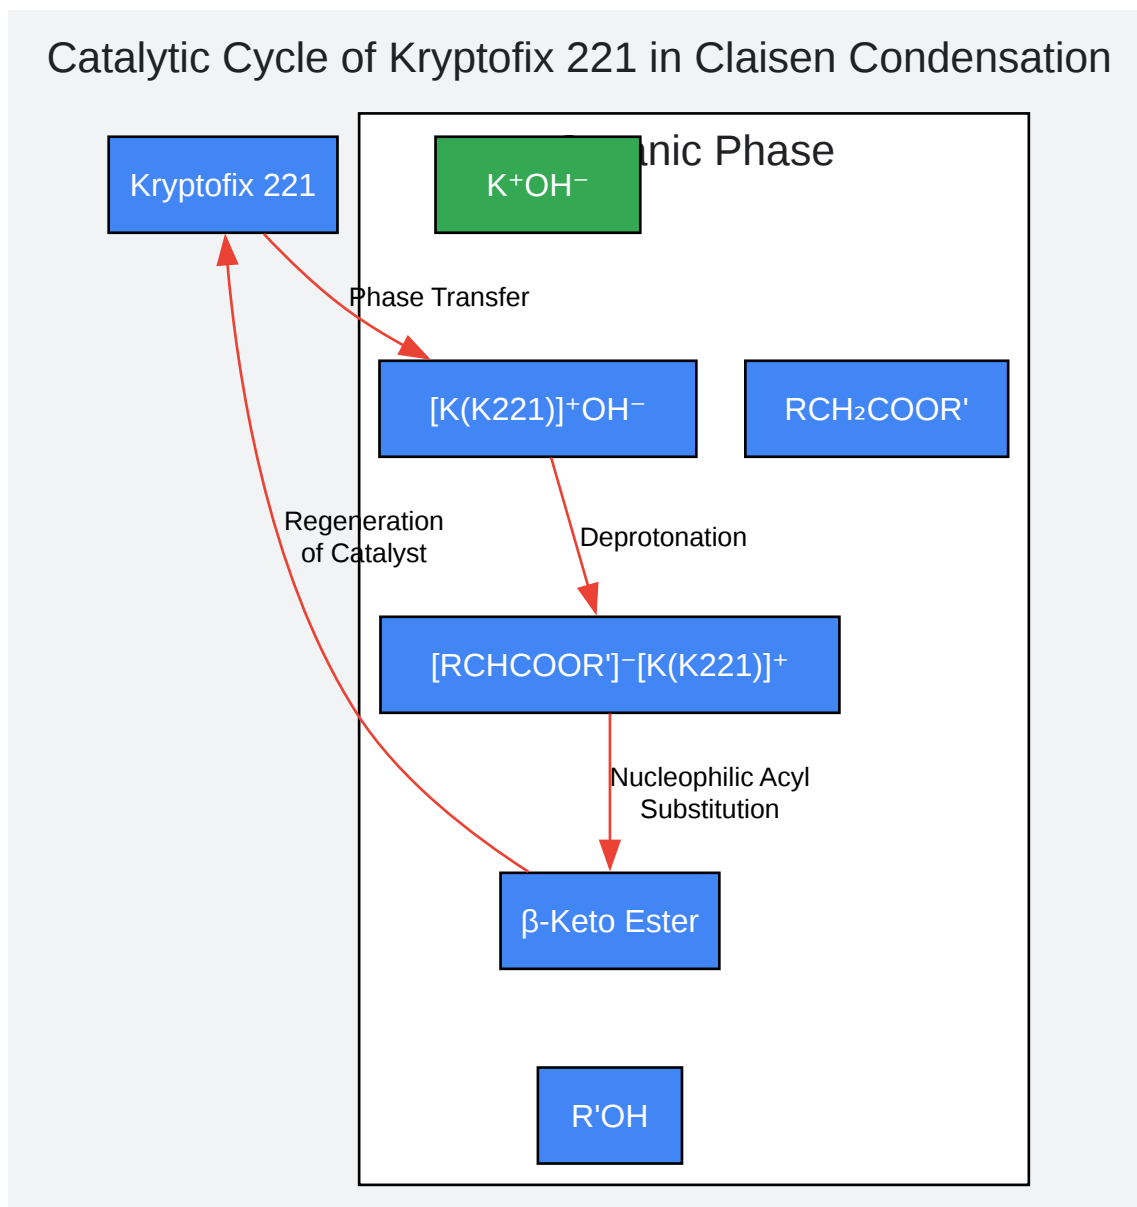 Catalytic Cycle of Kryptofix 221 in Claisen Condensation
Phase
Kryptofix 221
K⁺OH⁻
Phase Transfer
[K(K221)]⁺OH⁻
RCH₂COOR'
Regeneration
of Catalyst
Deprotonation
[RCHCOOR']⁻[K(K221)]⁺
Nucleophilic Acyl
Substitution
β-Keto Ester
R'OH